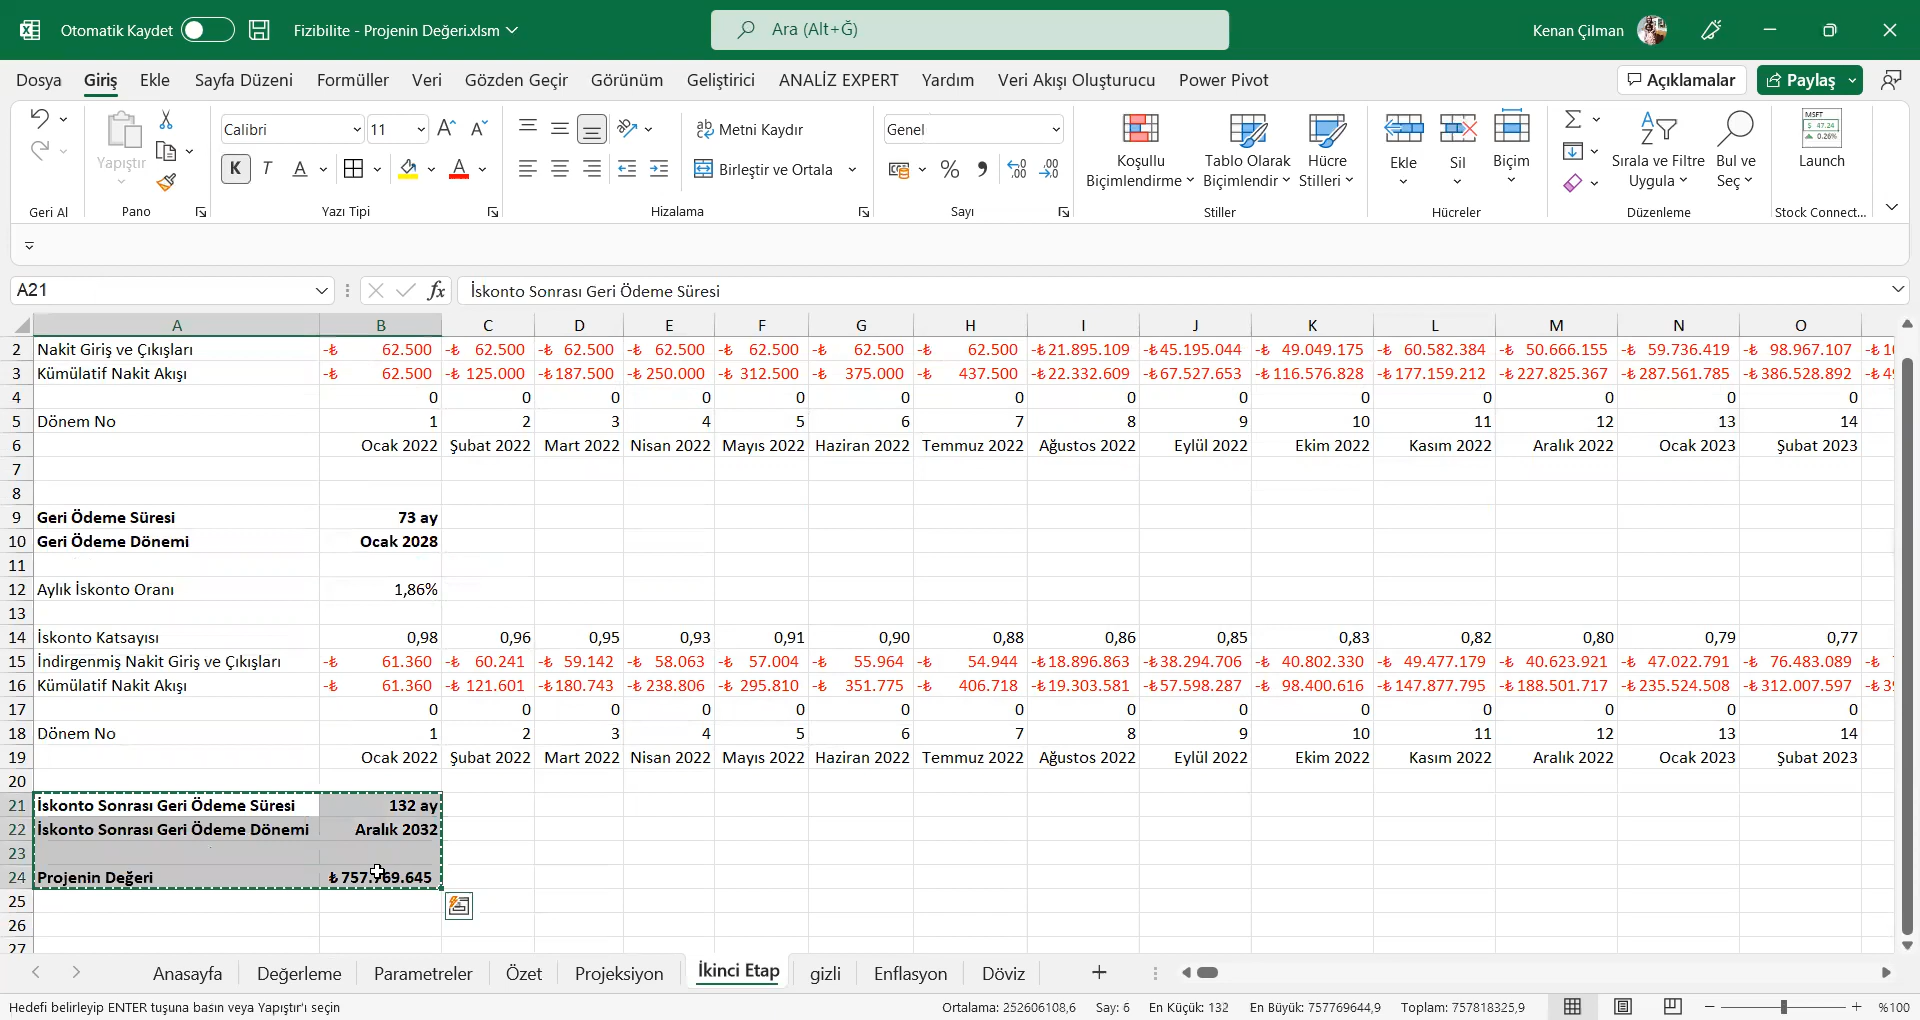 Otomatik Kaydet Fizibilite - Projenin Değeri.xlsm Ara (Alt+Ğ) Kenan Çilman
Dosya Giriş Ekle Sayfa Düzeni Formüller Veri Gözden Geçir Görünüm Geliştirici ANALİZ EXPERT Yardım Veri Akışı Oluşturucu Power Pivot Açıklamalar Paylaş
Yapıştır
Calibri 11
K T A A
Metni Kaydır
Birleştir ve Ortala
Genel
Koşullu Biçimlendirme
Tablo Olarak Biçimlendir
Hücre Stilleri
Ekle Sil Biçim
Sırala ve Filtre Uygula
Bul ve Seç
MSFT
$ 47.24
0.26%
Launch
Geri Al Pano Yazı Tipi Hizalama Sayı Stiller Hücreler Düzenleme Stock Connect...
A21 fx İskonto Sonrası Geri Ödeme Süresi
A B C D E F G H I J K L M N O
2 Nakit Giriş ve Çıkışları -₺ 62.500 -₺ 62.500 -₺ 62.500 -₺ 62.500 -₺ 62.500 -₺ 62.500 -₺ 62.500 -₺21.895.109 -₺45.195.044 -₺ 49.049.175 -₺ 60.582.384 -₺ 50.666.155 -₺ 59.736.419 -₺ 98.967.107 -₺1
3 Kümülatif Nakit Akışı -₺ 62.500 -₺ 125.000 -₺187.500 -₺250.000 -₺ 312.500 -₺ 375.000 -₺ 437.500 -₺22.332.609 -₺67.527.653 -₺116.576.828 -₺177.159.212 -₺227.825.367 -₺287.561.785 -₺386.528.892 -₺4
4 0 0 0 0 0 0 0 0 0 0 0 0 0 0
5 Dönem No 1 2 3 4 5 6 7 8 9 10 11 12 13 14
6 Ocak 2022 Şubat 2022 Mart 2022 Nisan 2022 Mayıs 2022 Haziran 2022 Temmuz 2022 Ağustos 2022 Eylül 2022 Ekim 2022 Kasım 2022 Aralık 2022 Ocak 2023 Şubat 2023
7
8
9 Geri Ödeme Süresi 73 ay
10 Geri Ödeme Dönemi Ocak 2028
11
12 Aylık İskonto Oranı 1,86%
13
14 İskonto Katsayısı 0,98 0,96 0,95 0,93 0,91 0,90 0,88 0,86 0,85 0,83 0,82 0,80 0,79 0,77
15 İndirgenmiş Nakit Giriş ve Çıkışları -₺ 61.360 -₺ 60.241 -₺ 59.142 -₺ 58.063 -₺ 57.004 -₺ 55.964 -₺ 54.944 -₺18.896.863 -₺38.294.706 -₺ 40.802.330 -₺ 49.477.179 -₺ 40.623.921 -₺ 47.022.791 -₺ 76.483.089 -₺
16 Kümülatif Nakit Akışı -₺ 61.360 -₺ 121.601 -₺180.743 -₺238.806 -₺ 295.810 -₺ 351.775 -₺ 406.718 -₺19.303.581 -₺57.598.287 -₺ 98.400.616 -₺147.877.795 -₺188.501.717 -₺235.524.508 -₺312.007.597 -₺3
17 0 0 0 0 0 0 0 0 0 0 0 0 0 0
18 Dönem No 1 2 3 4 5 6 7 8 9 10 11 12 13 14
19 Ocak 2022 Şubat 2022 Mart 2022 Nisan 2022 Mayıs 2022 Haziran 2022 Temmuz 2022 Ağustos 2022 Eylül 2022 Ekim 2022 Kasım 2022 Aralık 2022 Ocak 2023 Şubat 2023
20
21 İskonto Sonrası Geri Ödeme Süresi 132 ay
22 İskonto Sonrası Geri Ödeme Dönemi Aralık 2032
23
24 Projenin Değeri ₺ 757.769.645
25
26
27
Anasayfa Değerleme Parametreler Özet Projeksiyon İkinci Etap gizli Enflasyon Döviz
Hedefi belirleyip ENTER tuşuna basın veya Yapıştır'ı seçin Ortalama: 252606108,6 Say: 6 En Küçük: 132 En Büyük: 757769644,9 Toplam: 757818325,9 %100